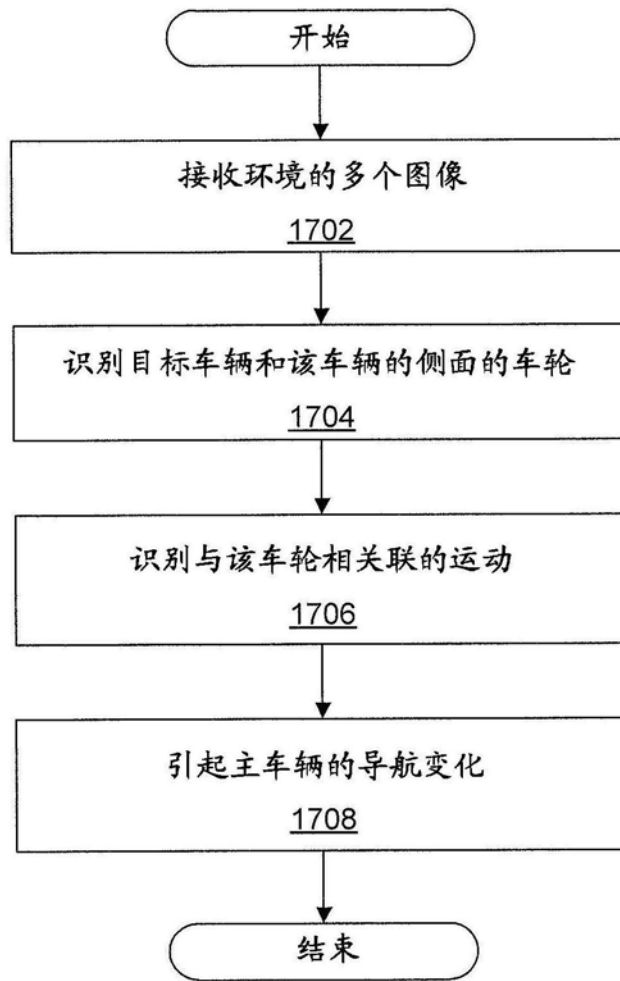 开始
接收环境的多个图像
1702
识别目标车辆和该车辆的侧面的车轮
1704
识别与该车轮相关联的运动
1706
引起主车辆的导航变化
1708
结束